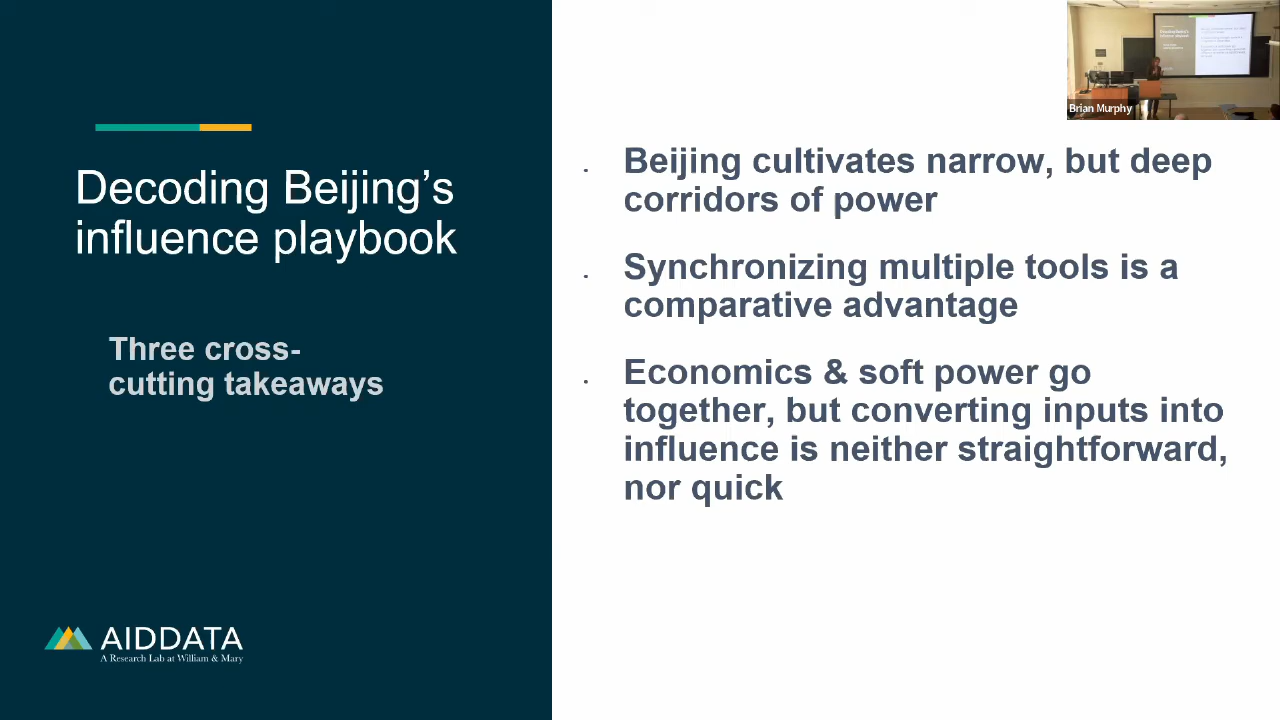 Decoding Beijing’s
influence playbook
Three cross-
cutting takeaways
AIDDATA
A Research Lab at William & Mary
Brian Murphy
Beijing cultivates narrow, but deep
corridors of power
Synchronizing multiple tools is a
comparative advantage
Economics & soft power go
together, but converting inputs into
influence is neither straightforward,
nor quick